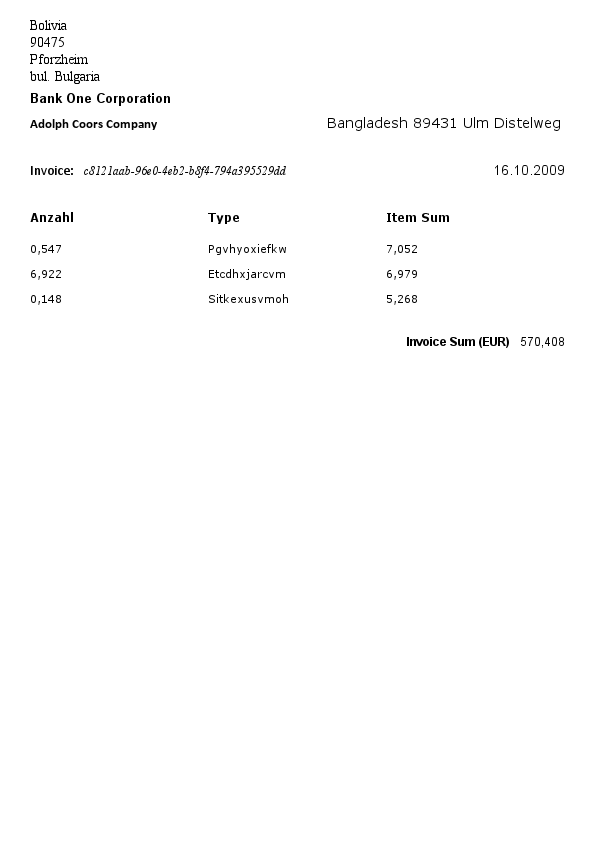 Bolivia
90475
Pforzheim
bul. Bulgaria
Bank One Corporation
Adolph Coors Company Bangladesh 89431 Ulm Distelweg
Invoice: c8121aab-96e0-4eb2-b8f4-794a395529dd 16.10.2009
Anzahl Type Item Sum
0,547 Pgvhyoxiefkw 7,052
6,922 Etcdhxjarcvm 6,979
0,148 Sitkexusvmoh 5,268
Invoice Sum (EUR) 570,408